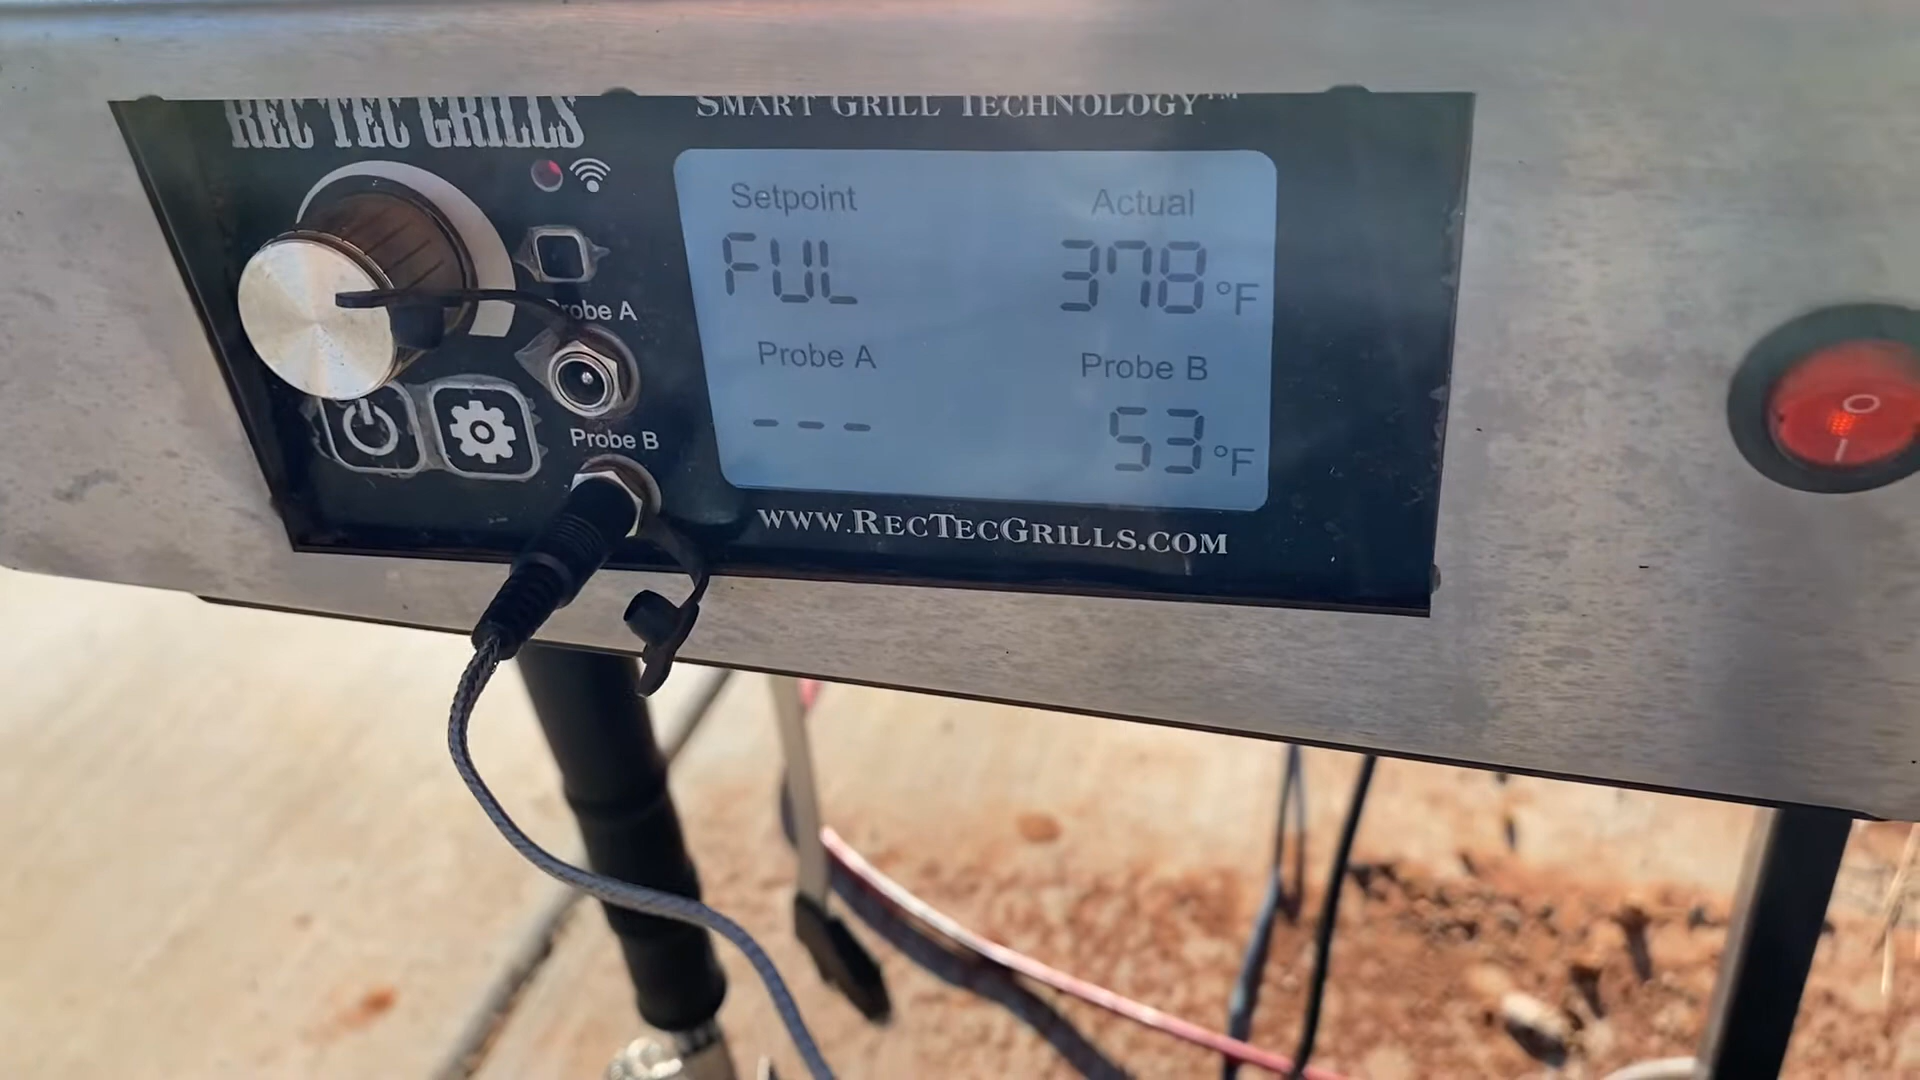 REC TEC GRILLS
SMART GRILL TECHNOLOGY™
Setpoint Actual
FUL 378 °F
Probe A Probe B
--- 53 °F
Probe A
Probe B
WWW.RECTECGRILLS.COM
O
I